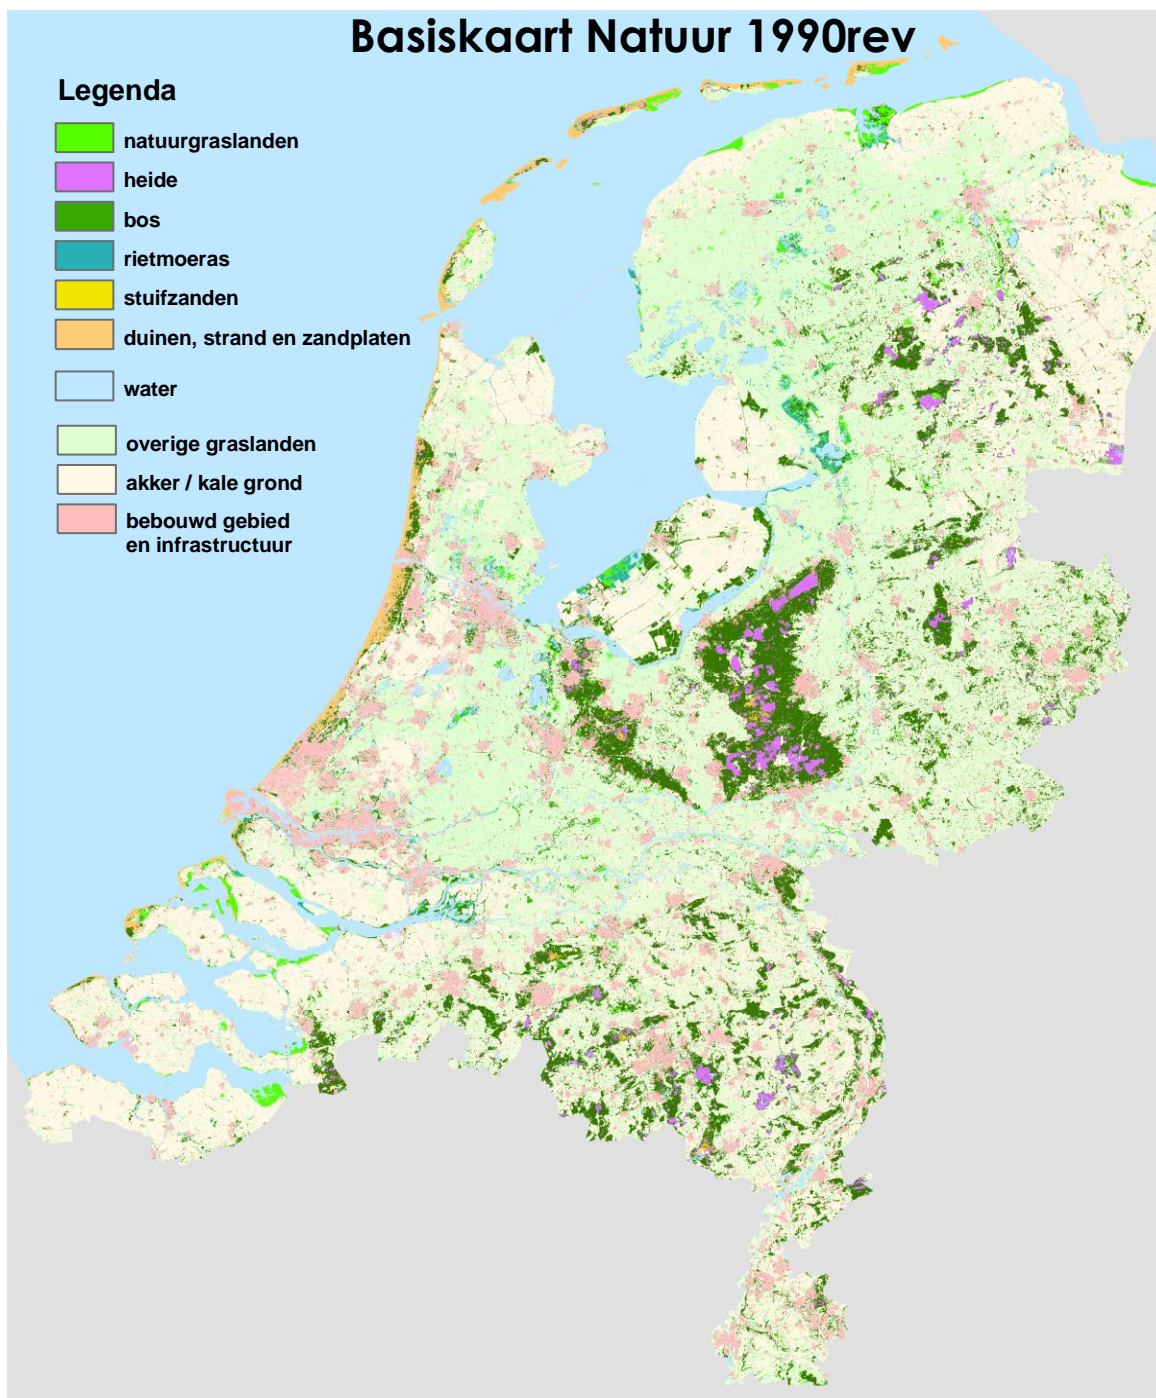 Basiskaart Natuur 1990rev
Legenda
natuurgraslanden
heide
bos
rietmoeras
stuifzanden
duinen, strand en zandplaten
water
overige graslanden
akker / kale grond
bebouwd gebied
en infrastructuur